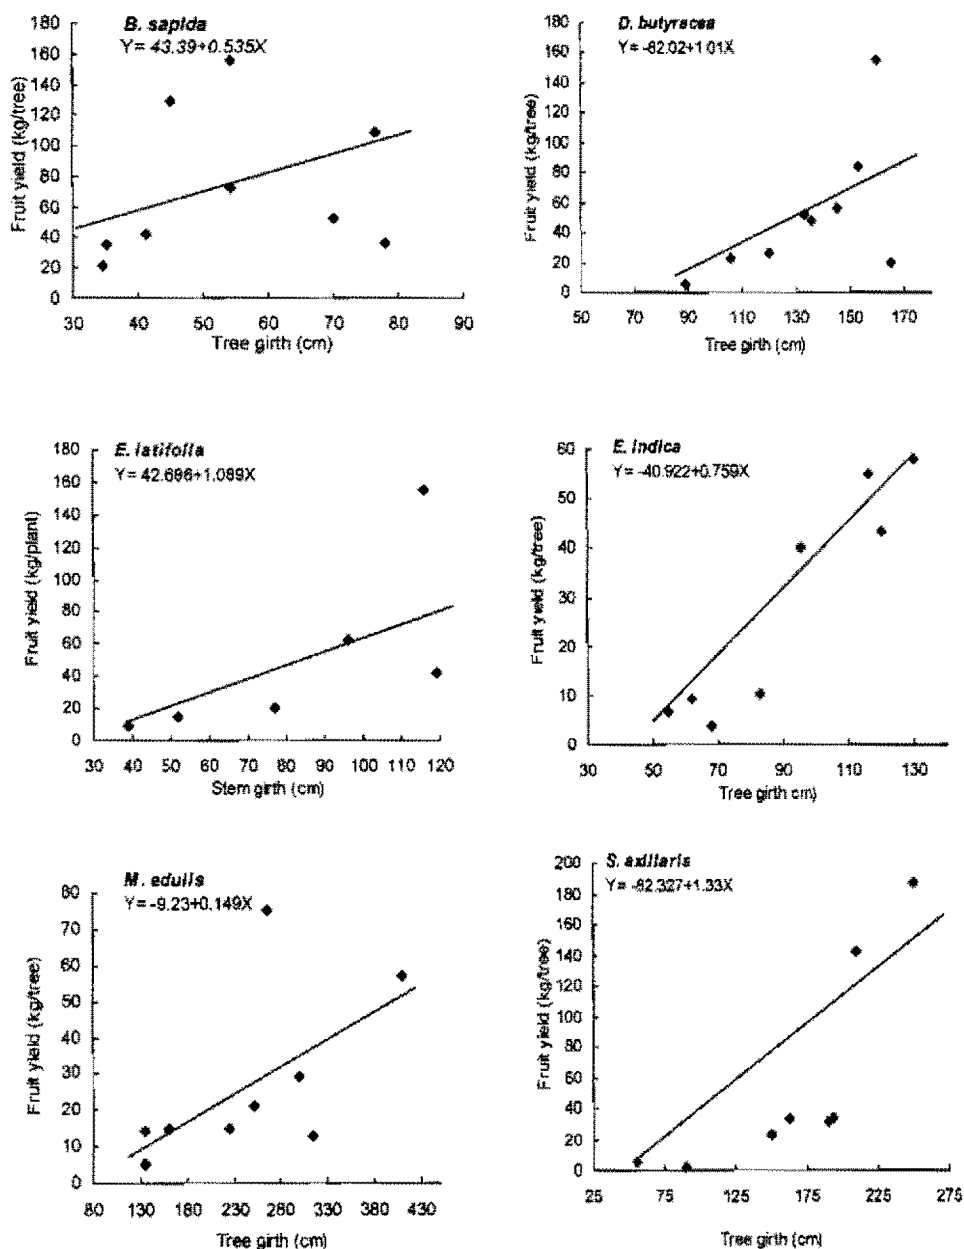 B. sapida
Y= 43.39+0.535X
Fruit yield (kg/tree)
180
160
140
120
100
80
60
40
20
0
30 40 50 60 70 80 90
Tree girth (cm)
D. butyracea
Y= -82.02+1.01X
Fruit yield (kg/tree)
180
160
140
120
100
80
60
40
20
0
50 70 90 110 130 150 170
Tree girth (cm)
E. latifolia
Y= 42.696+1.089X
Fruit yield (kg/plant)
180
160
140
120
100
80
60
40
20
0
30 40 50 60 70 80 90 100 110 120
Stem girth (cm)
E. indica
Y= -40.922+0.759X
Fruit yield (kg/tree)
60
50
40
30
20
10
0
30 50 70 90 110 130
Tree girth cm)
M. edulis
Y= -9.23+0.149X
Fruit yield (kg/tree)
80
70
60
50
40
30
20
10
0
80 130 180 230 280 330 380 430
Tree girth (cm)
S. axillaris
Y= -82.327+1.33X
Fruit yield (kg/tree)
200
180
160
140
120
100
80
60
40
20
0
25 75 125 175 225 275
Tree girth (cm)